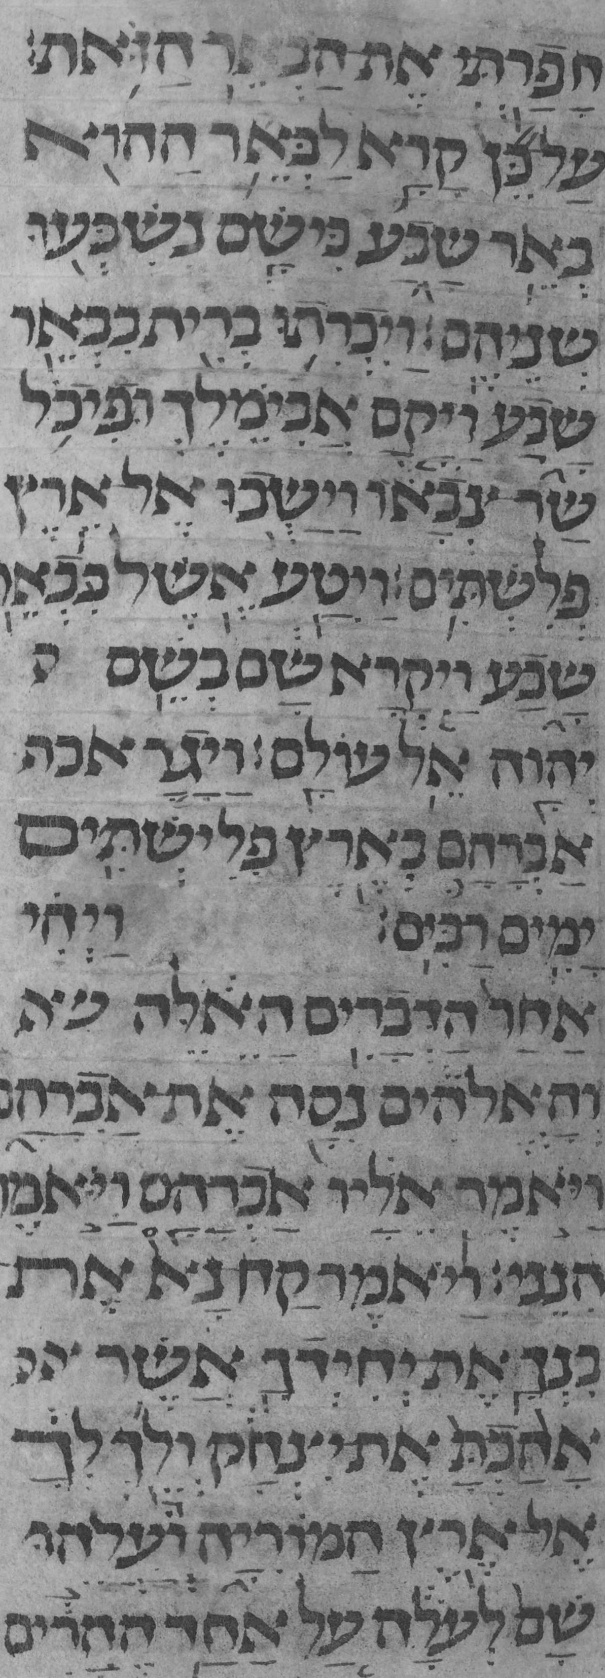 חפרתי את הבאר הזאת׃
על כן קרא לבאר ההוא
באר שבע כי שם נשבעו
שניהם׃ ויכרתו ברית בבאר
שבע ויקם אבימלך ופיכל
שר צבאו וישבו אל ארץ
פלשתים׃ ויטע אשל בבאר
שבע ויקרא שם בשם
יהוה אל עולם׃ ויגר אבר
אברהם בארץ פלישתים
ימים רבים׃ ויהי
אחר הדברים האלה
והאלהים נסה את אברהם
ויאמר אליו אברהם ויאמר
הנני׃ ויאמר קח נא את
בנך את יחידך אשר
אהבת את יצחק ולך לך
אל ארץ המוריה והעלהו
שם לעלה על אחד ההרים